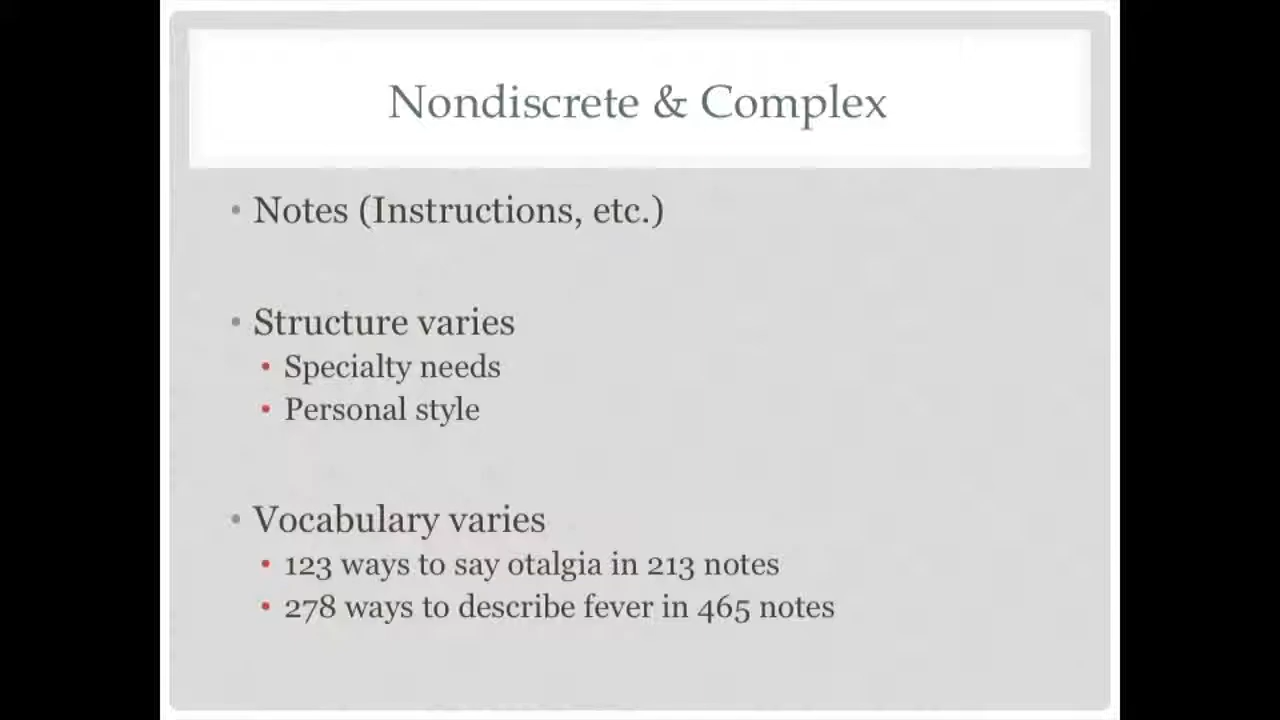 Nondiscrete & Complex
• Notes (Instructions, etc.)
• Structure varies
• Specialty needs
• Personal style
• Vocabulary varies
• 123 ways to say otalgia in 213 notes
• 278 ways to describe fever in 465 notes